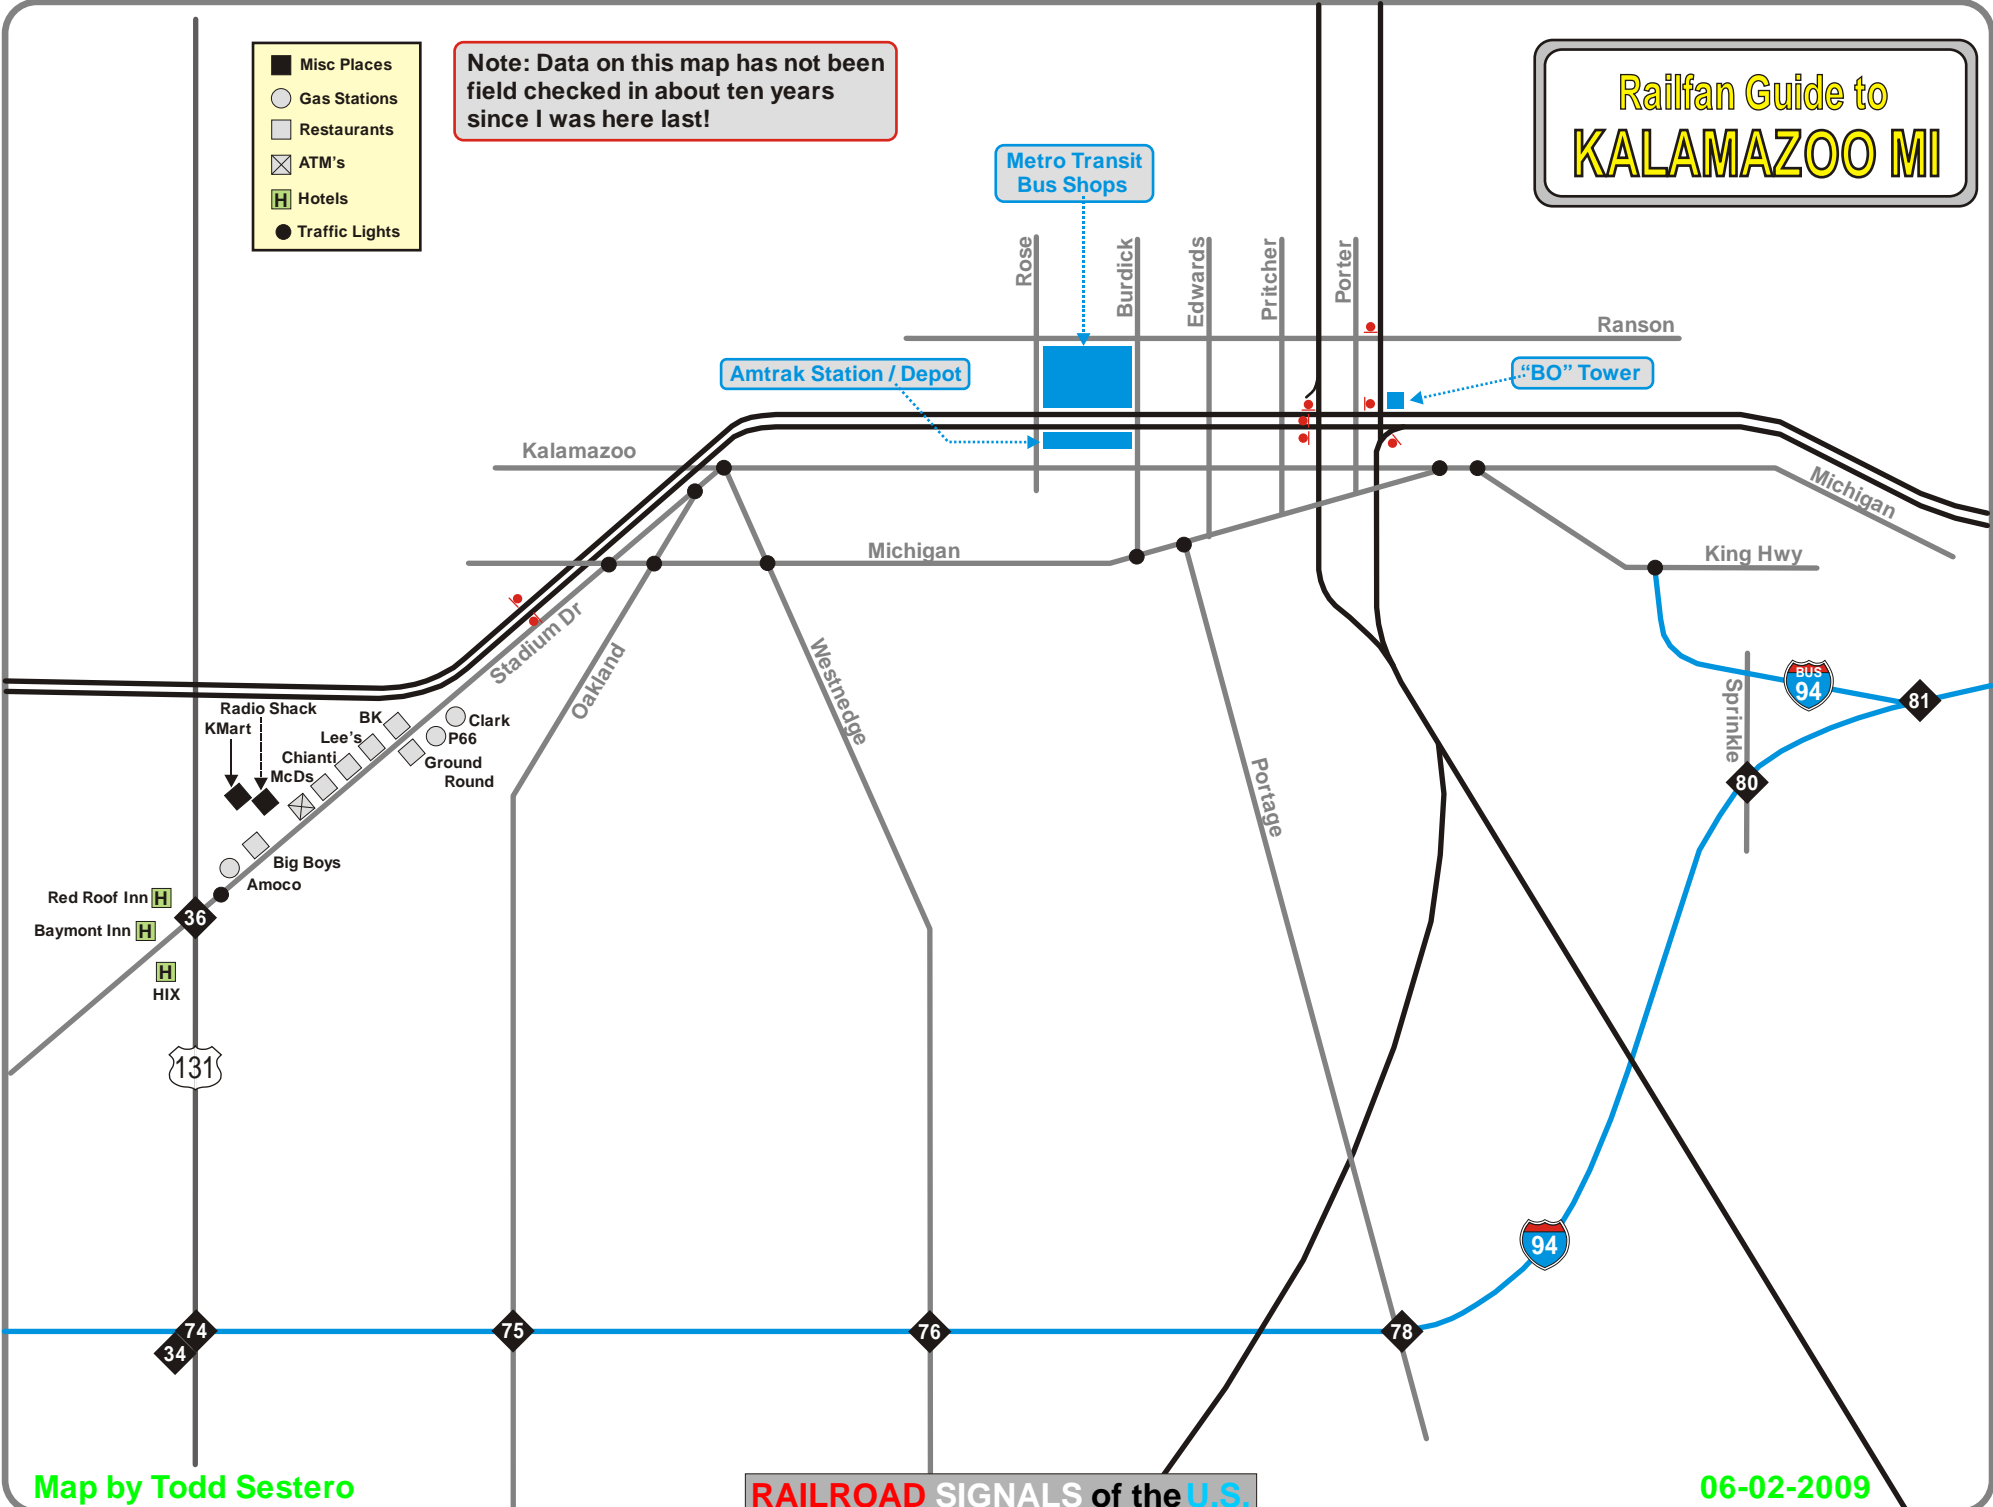 Misc Places
Gas Stations
Restaurants
ATM's
H Hotels
Traffic Lights
Note: Data on this map has not been
field checked in about ten years
since I was here last!
Railfan Guide to
KALAMAZOO MI
Metro Transit
Bus Shops
Rose
Burdick
Edwards
Pritcher
Porter
Ranson
Amtrak Station / Depot
“BO” Tower
Kalamazoo
Michigan
Michigan
King Hwy
Stadium Dr
Oakland
Westnedge
Portage
Sprinkle
BUS
94
81
80
Radio Shack
KMart
BK
Lee's
Chianti
McDs
Clark
P66
Ground
Round
Big Boys
Amoco
Red Roof Inn H
36
Baymont Inn H
H
HIX
131
94
74
34
75
76
78
Map by Todd Sestero
RAILROAD SIGNALS of the U.S.
06-02-2009